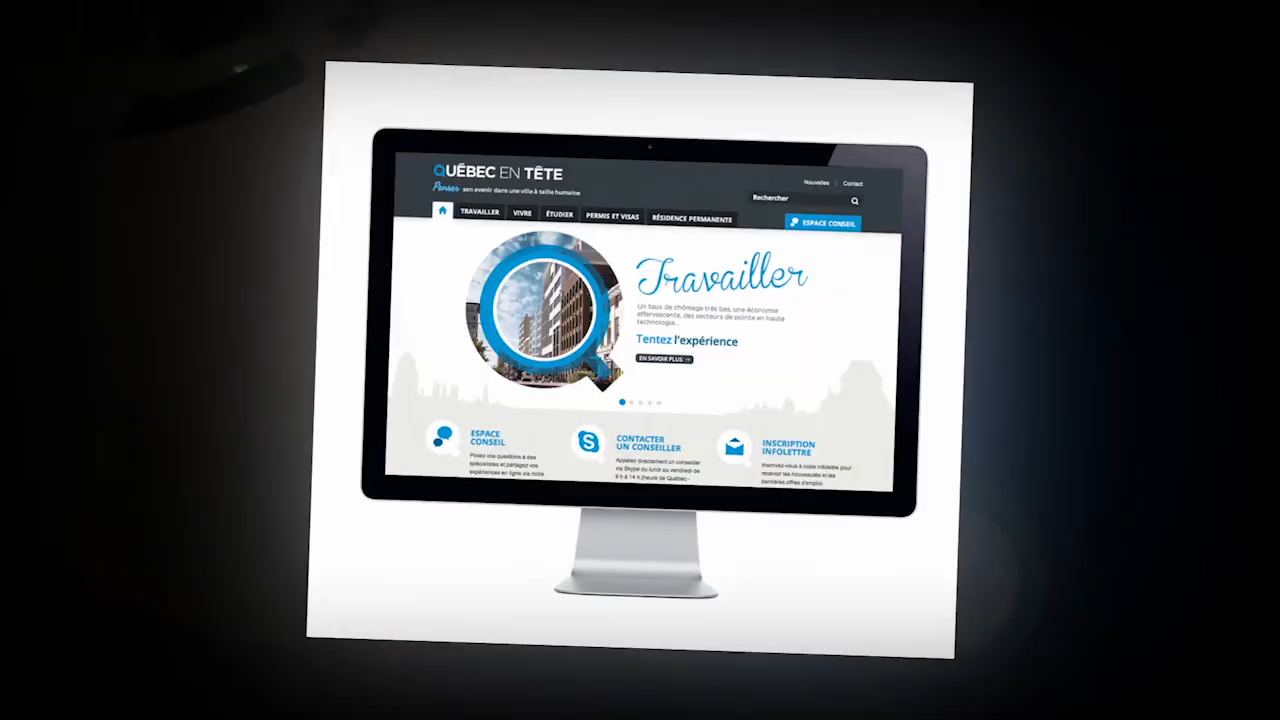 QUÉBEC EN TÊTE
Penser son avenir dans une ville à taille humaine
Nouvelles | Contact
Rechercher
TRAVAILLER VIVRE ÉTUDIER PERMIS ET VISAS RÉSIDENCE PERMANENTE
ESPACE CONSEIL
Travailler
Un taux de chômage très bas, une économie
effervescente, des secteurs de pointe en haute
technologie...
Tentez l'expérience
EN SAVOIR PLUS →
ESPACE
CONSEIL
Posez vos questions à des
spécialistes et partagez vos
expériences en ligne via notre
CONTACTER
UN CONSEILLER
Appelez directement un conseiller
via Skype du lundi au vendredi de
9 h à 14 h (heure de Québec -
INSCRIPTION
INFOLETTRE
Inscrivez-vous à notre infolettre pour
recevoir les nouveautés et les
dernières offres d'emploi.